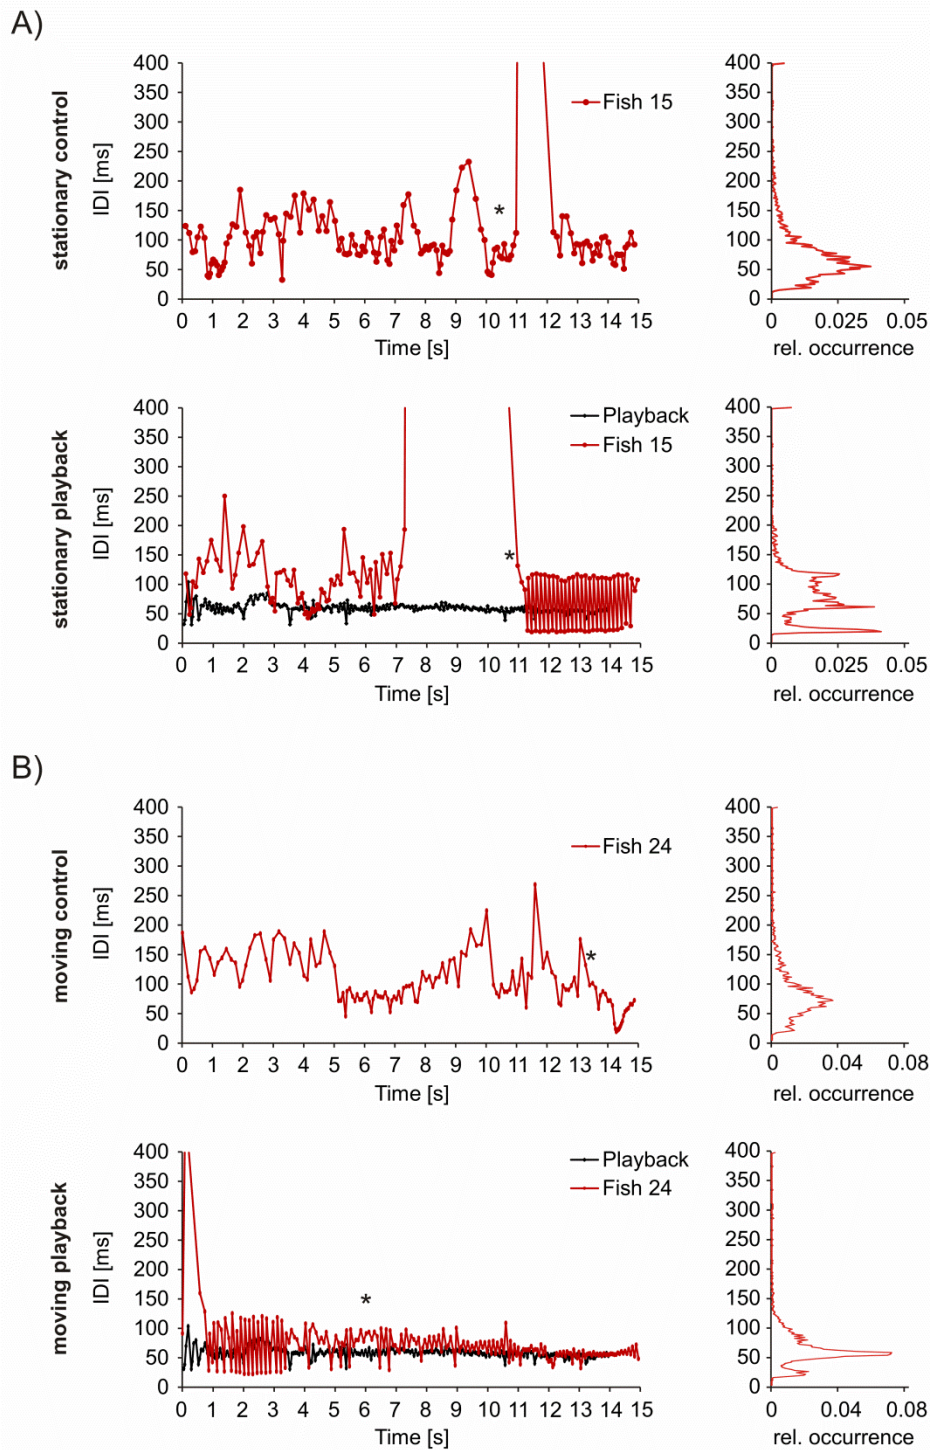 A)
stationary control
IDI [ms]
400
350
300
250
200
150
100
50
0
Fish 15
*
0 1 2 3 4 5 6 7 8 9 10 11 12 13 14 15
Time [s]
400
350
300
250
200
150
100
50
0
0 0.025 0.05
rel. occurrence
stationary playback
IDI [ms]
400
350
300
250
200
150
100
50
0
Playback
Fish 15
*
0 1 2 3 4 5 6 7 8 9 10 11 12 13 14 15
Time [s]
400
350
300
250
200
150
100
50
0
0 0.025 0.05
rel. occurrence
B)
moving control
IDI [ms]
400
350
300
250
200
150
100
50
0
Fish 24
*
0 1 2 3 4 5 6 7 8 9 10 11 12 13 14 15
Time [s]
400
350
300
250
200
150
100
50
0
0 0.04 0.08
rel. occurrence
moving playback
IDI [ms]
400
350
300
250
200
150
100
50
0
Playback
Fish 24
*
0 1 2 3 4 5 6 7 8 9 10 11 12 13 14 15
Time [s]
400
350
300
250
200
150
100
50
0
0 0.04 0.08
rel. occurrence